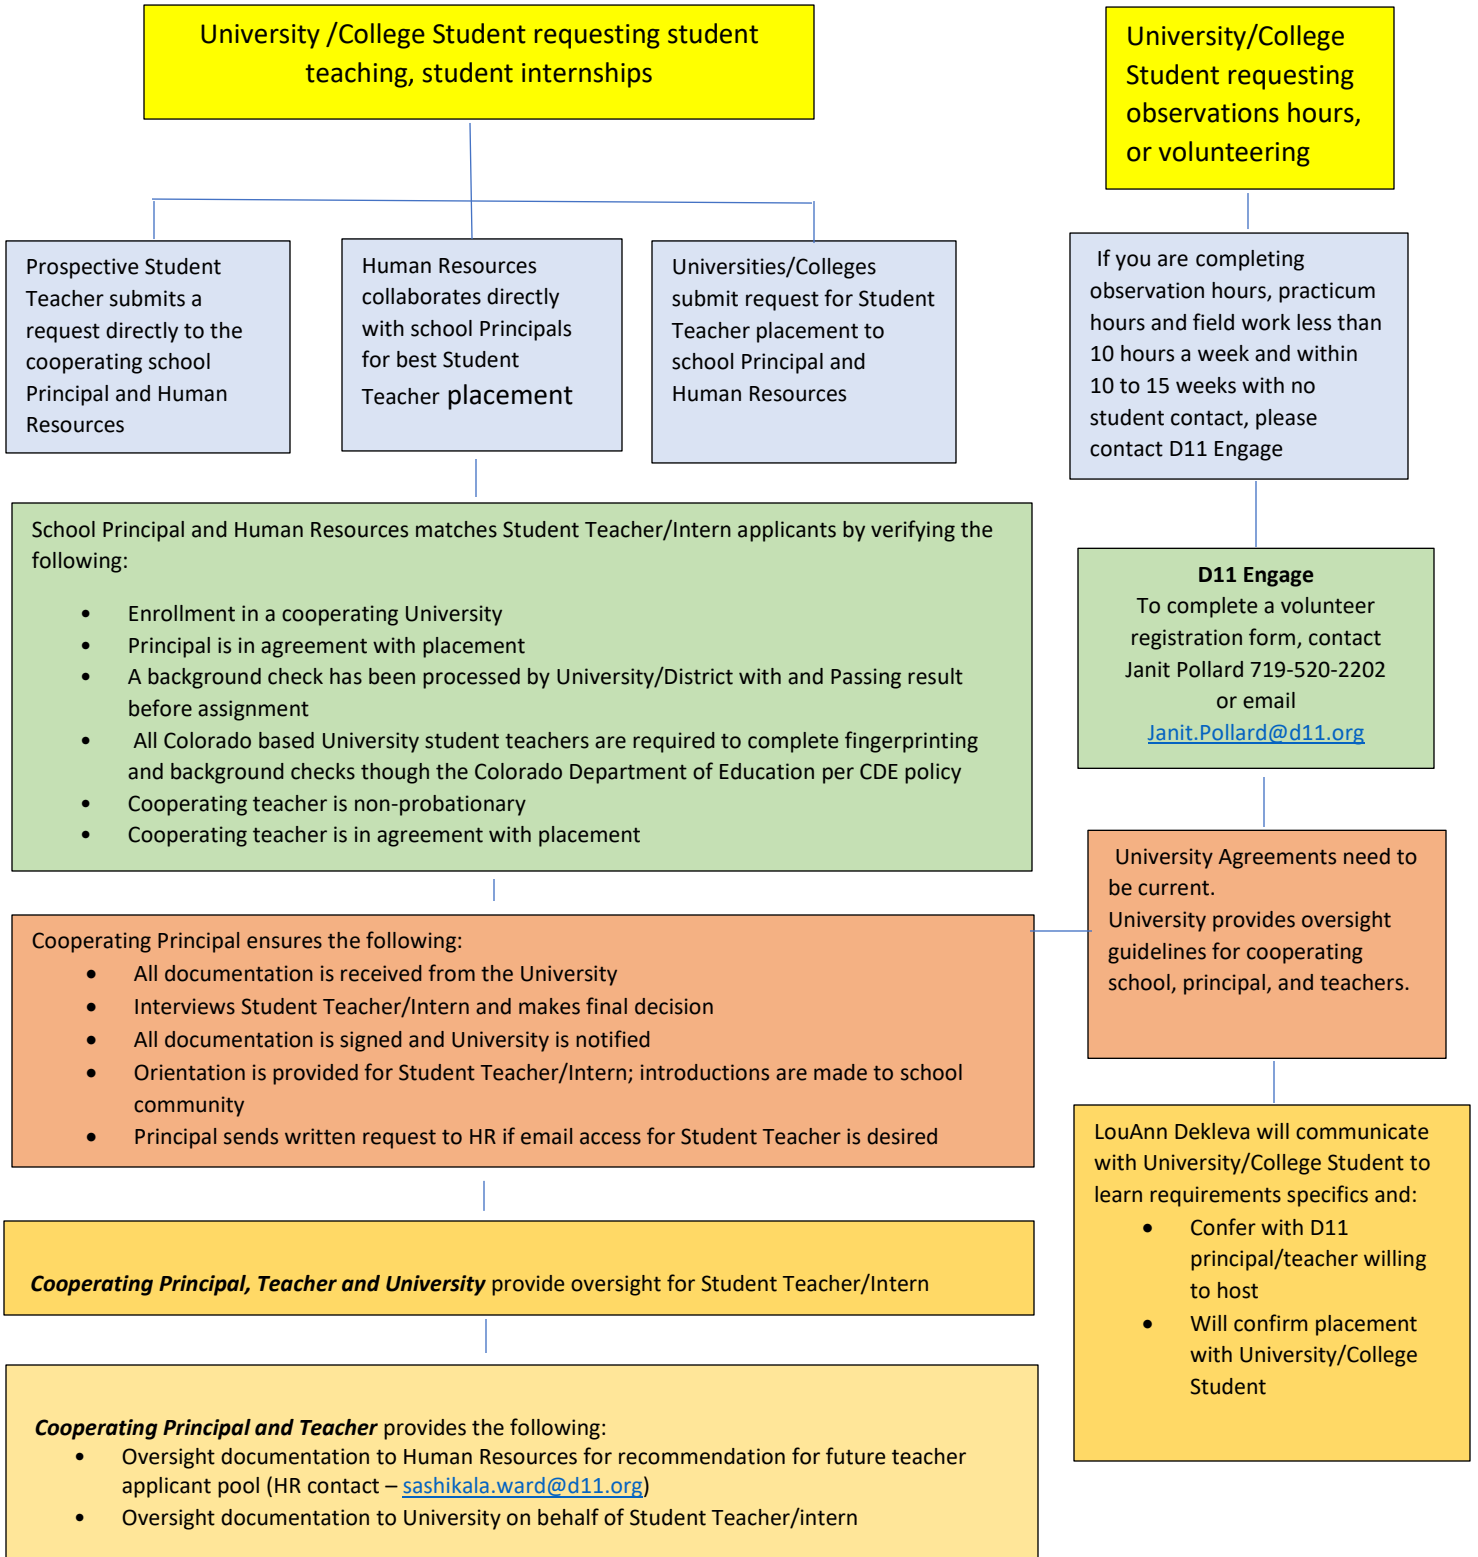 University /College Student requesting student
teaching, student internships
University/College
Student requesting
observations hours,
or volunteering
Prospective Student
Teacher submits a
request directly to the
cooperating school
Principal and Human
Resources
Human Resources
collaborates directly
with school Principals
for best Student
Teacher placement
Universities/Colleges
submit request for Student
Teacher placement to
school Principal and
Human Resources
If you are completing
observation hours, practicum
hours and field work less than
10 hours a week and within
10 to 15 weeks with no
student contact, please
contact D11 Engage
School Principal and Human Resources matches Student Teacher/Intern applicants by verifying the
following:
• Enrollment in a cooperating University
• Principal is in agreement with placement
• A background check has been processed by University/District with and Passing result
before assignment
• All Colorado based University student teachers are required to complete fingerprinting
and background checks though the Colorado Department of Education per CDE policy
• Cooperating teacher is non-probationary
• Cooperating teacher is in agreement with placement
D11 Engage
To complete a volunteer
registration form, contact
Janit Pollard 719-520-2202
or email
Janit.Pollard@d11.org
Cooperating Principal ensures the following:
• All documentation is received from the University
• Interviews Student Teacher/Intern and makes final decision
• All documentation is signed and University is notified
• Orientation is provided for Student Teacher/Intern; introductions are made to school
community
• Principal sends written request to HR if email access for Student Teacher is desired
University Agreements need to
be current.
University provides oversight
guidelines for cooperating
school, principal, and teachers.
Cooperating Principal, Teacher and University provide oversight for Student Teacher/Intern
LouAnn Dekleva will communicate
with University/College Student to
learn requirements specifics and:
• Confer with D11
principal/teacher willing
to host
• Will confirm placement
with University/College
Student
Cooperating Principal and Teacher provides the following:
• Oversight documentation to Human Resources for recommendation for future teacher
applicant pool (HR contact – sashikala.ward@d11.org)
• Oversight documentation to University on behalf of Student Teacher/intern